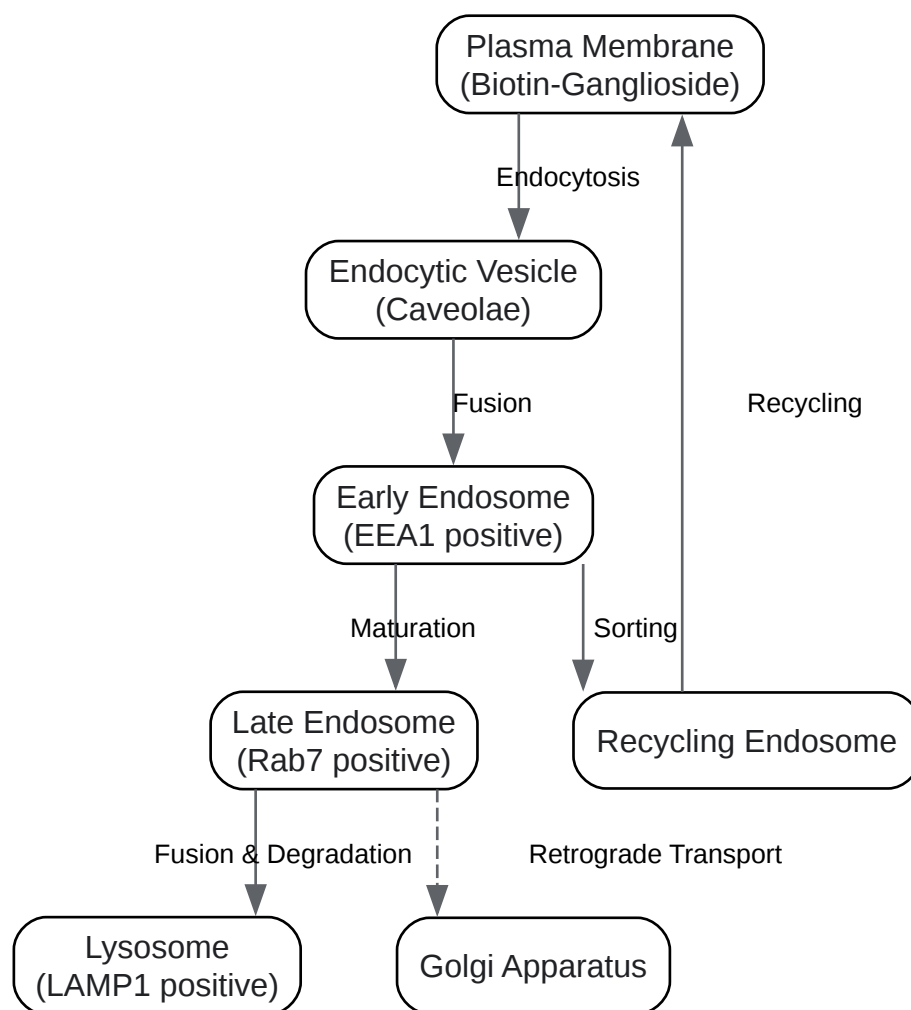 Plasma Membrane
(Biotin-Ganglioside)
Endocytosis
Endocytic Vesicle
(Caveolae)
Fusion
Recycling
Early Endosome
(EEA1 positive)
Maturation
Sorting
Late Endosome
(Rab7 positive)
Recycling Endosome
Fusion & Degradation
Retrograde Transport
Lysosome
(LAMP1 positive)
Golgi Apparatus